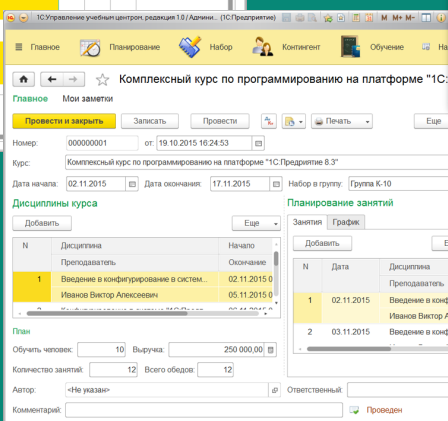 1С:Управление учебным центром, редакция 1.0 / Админи... (1С:Предприятие)
M M+ M-
Главное Планирование Набор Контингент Обучение На
Комплексный курс по программированию на платформе "1С:
Главное Мои заметки
Провести и закрыть Записать Провести Печать Еще
Номер: 000000001 от: 19.10.2015 16:24:53
Курс: Комплексный курс по программированию на платформе "1С:Предприятие 8.3"
Дата начала: 02.11.2015 Дата окончания: 17.11.2015 Набор в группу: Группа К-10
Дисциплины курса Планирование занятий
Занятия График
Добавить Еще Добавить Е
N Дисциплина Начало N Дата Дисциплина
Преподаватель Окончание Преподаватель
1 Введение в конфигурирование в систем... 02.11.2015 0 1 02.11.2015 Введение в конф
Иванов Виктор Алексеевич 05.11.2015 0 Иванов Виктор А
2 03.11.2015 Введение в конф
План
Обучить человек: 10 Выручка: 250 000,00
Количество занятий: 12 Всего обедов: 12
Автор: <Не указан> Ответственный:
Комментарий: Проведен